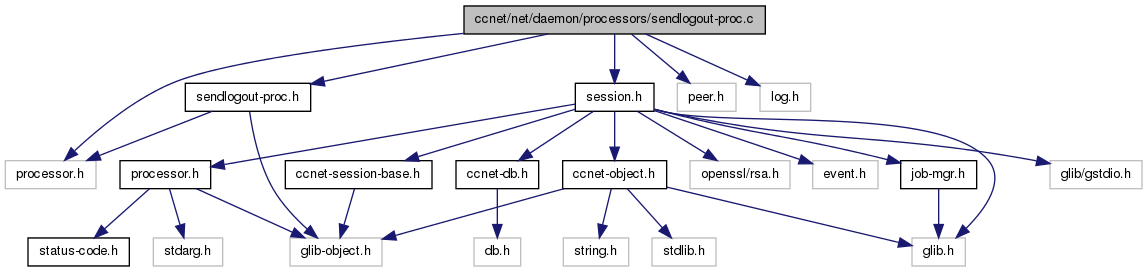 ccnet/net/daemon/processors/sendlogout-proc.c
sendlogout-proc.h
session.h
peer.h
log.h
processor.h
processor.h
ccnet-session-base.h
ccnet-db.h
ccnet-object.h
openssl/rsa.h
event.h
job-mgr.h
glib/gstdio.h
status-code.h
stdarg.h
glib-object.h
db.h
string.h
stdlib.h
glib.h